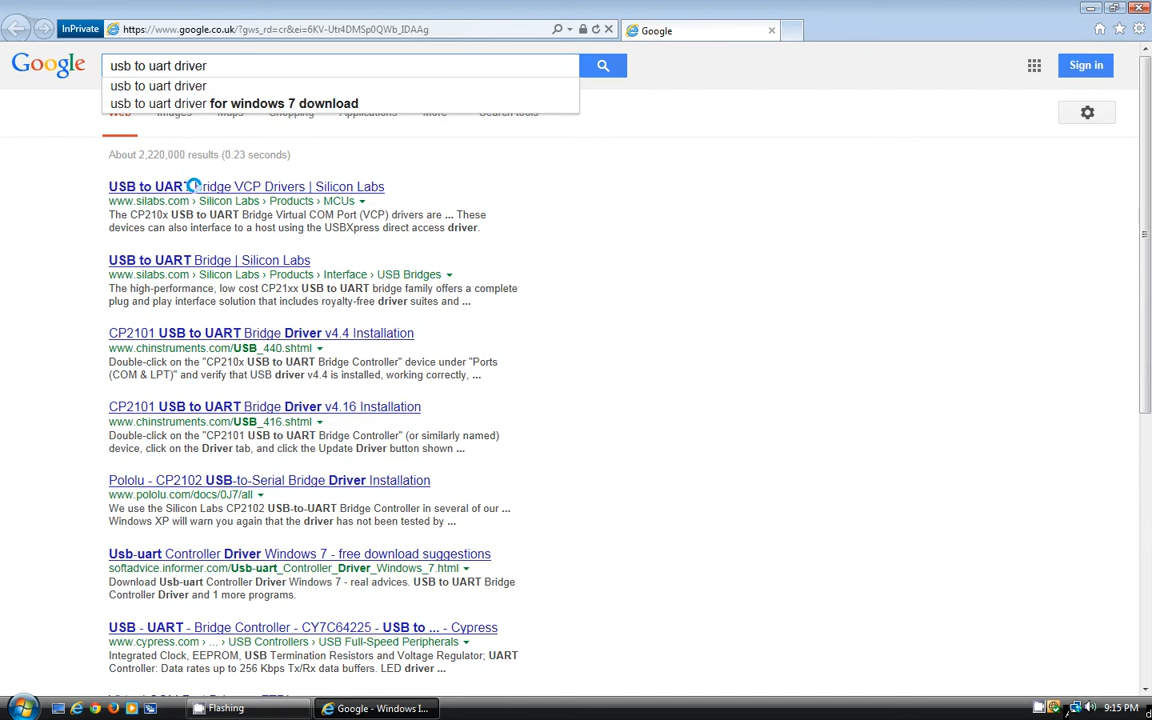 InPrivate
https://www.google.co.uk/?gws_rd=cr&ei=6KV-Utr4DMSp0QWb_IDAAg
Google
Google
usb to uart driver
Sign in
usb to uart driver
usb to uart driver for windows 7 download
Web Images Maps Shopping Applications More Search tools
About 2,220,000 results (0.23 seconds)
USB to UART Bridge VCP Drivers | Silicon Labs
www.silabs.com › Silicon Labs › Products › MCUs
The CP210x USB to UART Bridge Virtual COM Port (VCP) drivers are ... These
devices can also interface to a host using the USBXpress direct access driver.
USB to UART Bridge | Silicon Labs
www.silabs.com › Silicon Labs › Products › Interface › USB Bridges
The high-performance, low cost CP21xx USB to UART bridge family offers a complete
plug and play interface solution that includes royalty-free driver suites and ...
CP2101 USB to UART Bridge Driver v4.4 Installation
www.chinstruments.com/USB_440.shtml
Double-click on the "CP210x USB to UART Bridge Controller" device under "Ports
(COM & LPT)" and verify that USB driver v4.4 is installed, working correctly, ...
CP2101 USB to UART Bridge Driver v4.16 Installation
www.chinstruments.com/USB_416.shtml
Double-click on the "CP2101 USB to UART Bridge Controller" (or similarly named)
device, click on the Driver tab, and click the Update Driver button shown ...
Pololu - CP2102 USB-to-Serial Bridge Driver Installation
www.pololu.com/docs/0J7/all
We use the Silicon Labs CP2102 USB-to-UART Bridge Controller in several of our ...
Windows XP will warn you again that the driver has not been tested by ...
Usb-uart Controller Driver Windows 7 - free download suggestions
softadvice.informer.com/Usb-uart_Controller_Driver_Windows_7.html
Download Usb-uart Controller Driver Windows 7 - real advices. USB to UART Bridge
Controller Driver and 1 more programs.
USB - UART - Bridge Controller - CY7C64225 - USB to ... - Cypress
www.cypress.com › ... › USB Controllers › USB Full-Speed Peripherals
Integrated Clock, EEPROM, USB Termination Resistors and Voltage Regulator; UART
Controller: Data rates up to 256 Kbps Tx/Rx data buffers. LED driver ...
Flashing
Google - Windows I...
9:15 PM